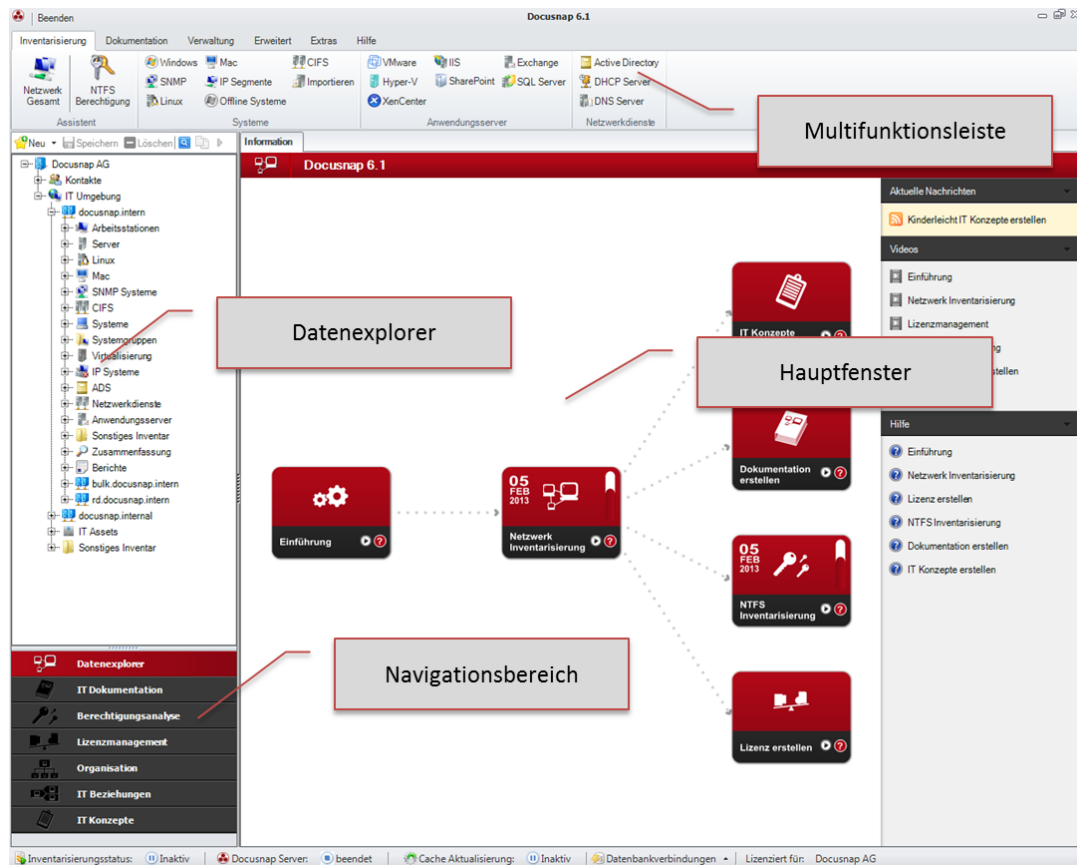 Beenden
Docusnap 6.1
Inventarisierung Dokumentation Verwaltung Erweitert Extras Hilfe
Netzwerk Gesamt
NTFS Berechtigung
Windows Mac CIFS
SNMP IP Segmente Importieren
Linux Offline Systeme
VMware IIS Exchange
Hyper-V SharePoint SQL Server
XenCenter
Active Directory
DHCP Server
DNS Server
Assistent Systeme Anwendungsserver Netzwerkdienste
Multifunktionsleiste
Neu Speichern Löschen
Information
Docusnap 6.1
Docusnap AG
Kontakte
IT Umgebung
docusnap.intern
Arbeitsstationen
Server
Linux
Mac
SNMP Systeme
CIFS
Systeme
Systemgruppen
Virtualisierung
IP Systeme
ADS
Netzwerkdienste
Anwendungsserver
Sonstiges Inventar
Zusammenfassung
Berichte
bulk.docusnap.intern
rd.docusnap.intern
docusnap.internal
IT Assets
Sonstiges Inventar
Datenexplorer
Hauptfenster
Navigationsbereich
Einführung
05
FEB
2013
Netzwerk
Inventarisierung
IT Konzepte
Dokumentation
erstellen
05
FEB
2013
NTFS
Inventarisierung
Lizenz erstellen
Aktuelle Nachrichten
Kinderleicht IT Konzepte erstellen
Videos
Einführung
Netzwerk Inventarisierung
Lizenzmanagement
Hilfe
Einführung
Netzwerk Inventarisierung
Lizenz erstellen
NTFS Inventarisierung
Dokumentation erstellen
IT Konzepte erstellen
Datenexplorer
IT Dokumentation
Berechtigungsanalyse
Lizenzmanagement
Organisation
IT Beziehungen
IT Konzepte
Inventarisierungsstatus: Inaktiv Docusnap Server: beendet Cache Aktualisierung: Inaktiv Datenbankverbindungen Lizenziert für: Docusnap AG